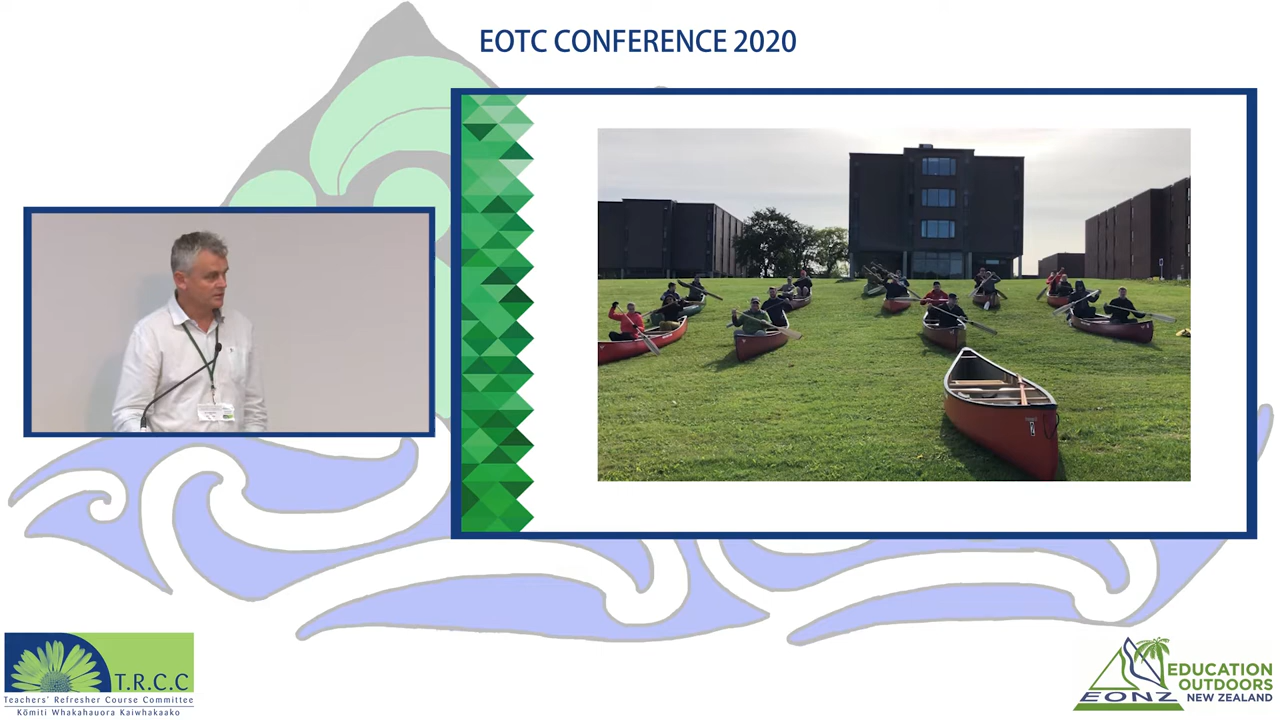 EOTC CONFERENCE 2020
T.R.C.C
Teachers' Refresher Course Committee
Kōmiti Whakahauora Kaiwhakaako
EONZ
EDUCATION
OUTDOORS
NEW ZEALAND